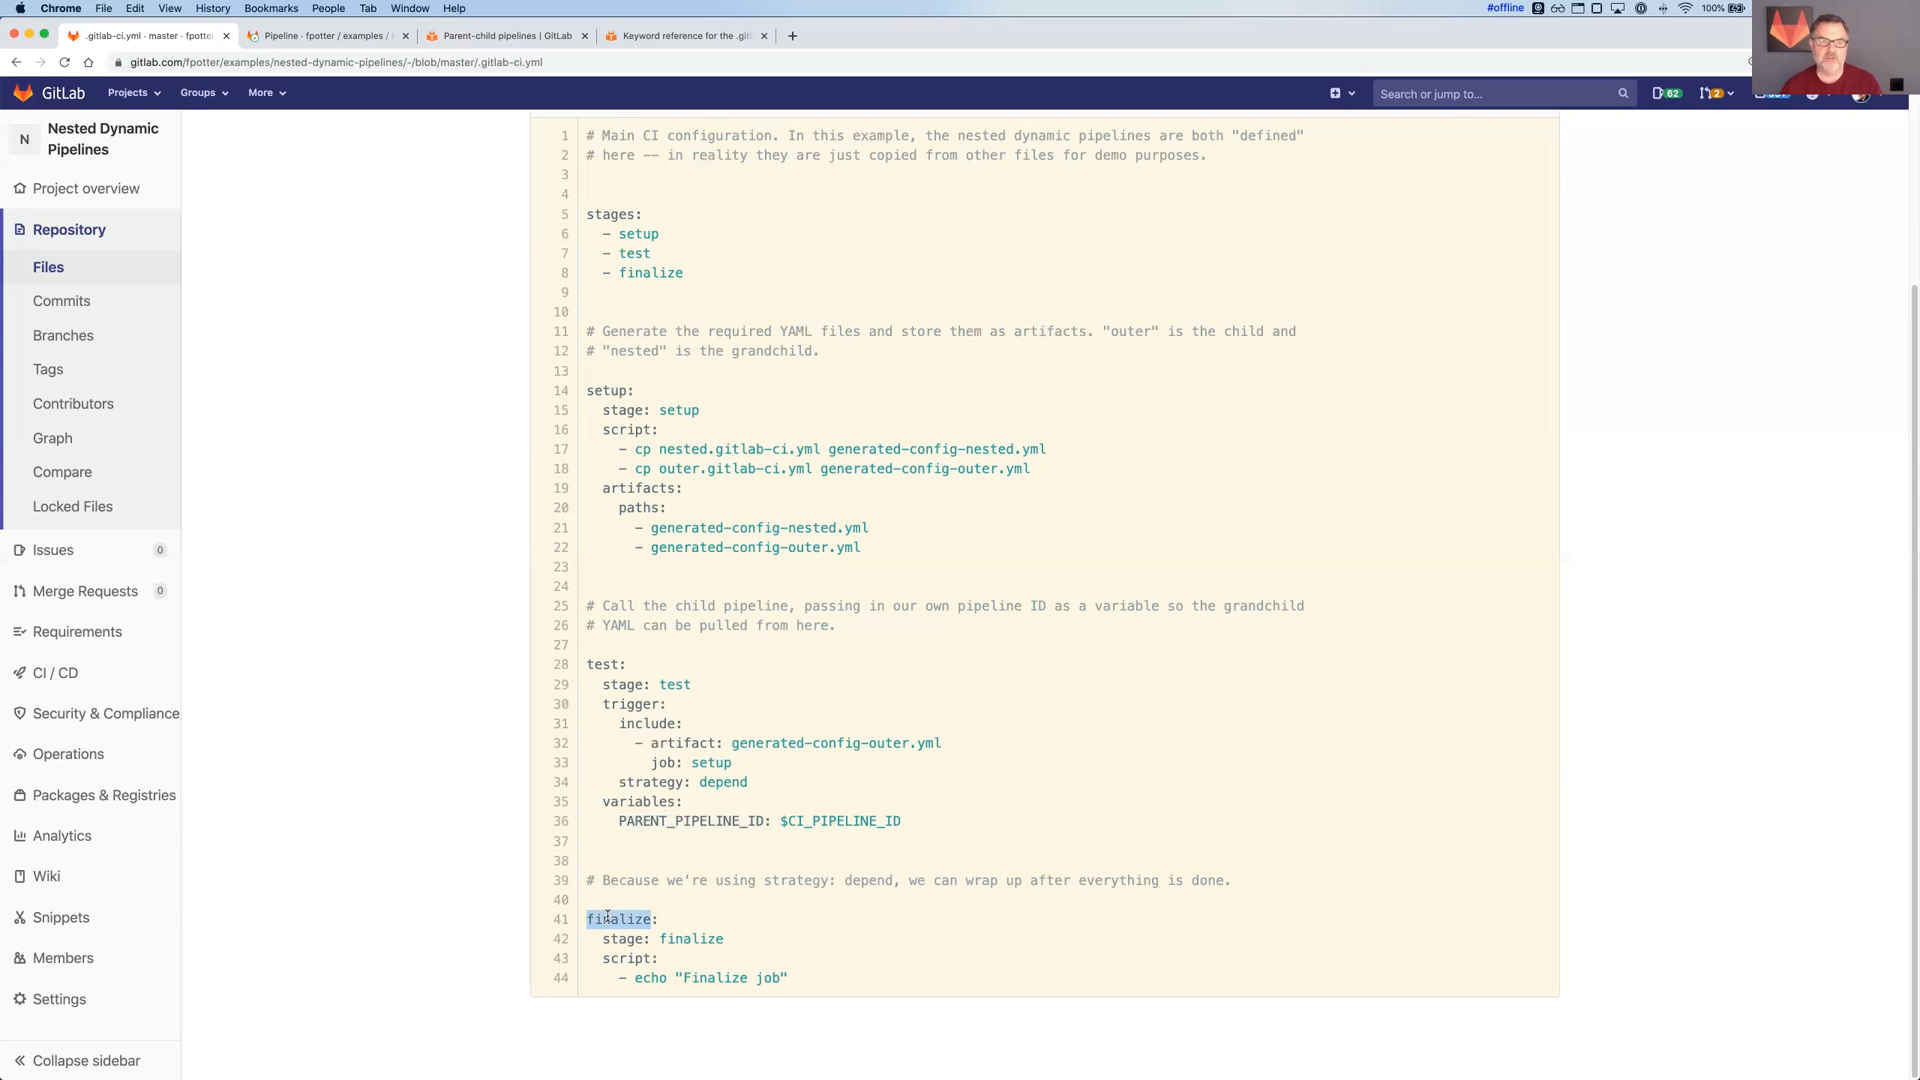 Chrome File Edit View History Bookmarks People Tab Window Help #offline 100%
.gitlab-ci.yml · master · fpotter Pipeline · fpotter / examples / Parent-child pipelines | GitLab Keyword reference for the .gitl
gitlab.com/fpotter/examples/nested-dynamic-pipelines/-/blob/master/.gitlab-ci.yml
GitLab Projects Groups More Search or jump to... 62 2
N
Nested Dynamic
Pipelines
Project overview
Repository
Files
Commits
Branches
Tags
Contributors
Graph
Compare
Locked Files
Issues 0
Merge Requests 0
Requirements
CI / CD
Security & Compliance
Operations
Packages & Registries
Analytics
Wiki
Snippets
Members
Settings
Collapse sidebar
1 # Main CI configuration. In this example, the nested dynamic pipelines are both "defined"
2 # here -- in reality they are just copied from other files for demo purposes.
3
4
5 stages:
6 - setup
7 - test
8 - finalize
9
10
11 # Generate the required YAML files and store them as artifacts. "outer" is the child and
12 # "nested" is the grandchild.
13
14 setup:
15 stage: setup
16 script:
17 - cp nested.gitlab-ci.yml generated-config-nested.yml
18 - cp outer.gitlab-ci.yml generated-config-outer.yml
19 artifacts:
20 paths:
21 - generated-config-nested.yml
22 - generated-config-outer.yml
23
24
25 # Call the child pipeline, passing in our own pipeline ID as a variable so the grandchild
26 # YAML can be pulled from here.
27
28 test:
29 stage: test
30 trigger:
31 include:
32 - artifact: generated-config-outer.yml
33 job: setup
34 strategy: depend
35 variables:
36 PARENT_PIPELINE_ID: $CI_PIPELINE_ID
37
38
39 # Because we're using strategy: depend, we can wrap up after everything is done.
40
41 finalize:
42 stage: finalize
43 script:
44 - echo "Finalize job"